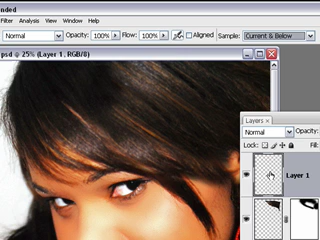 nded
Filter Analysis View Window Help
Normal Opacity: 100% Flow: 100% Aligned Sample: Current & Below
psd @ 25% (Layer 1, RGB/8)
Layers ×
Normal Opacity:
Lock: Fill:
Layer 1